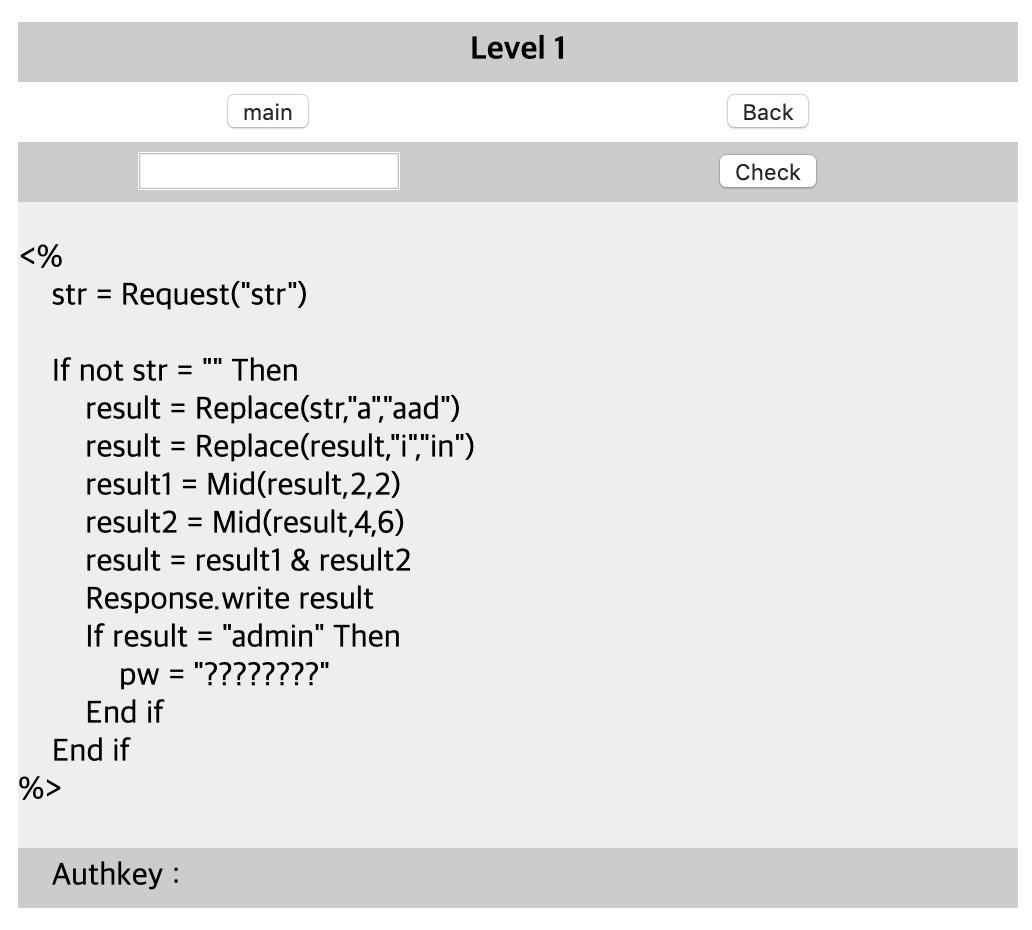 Level 1
main Back
Check
<%
str = Request("str")
If not str = "" Then
result = Replace(str,"a","aad")
result = Replace(result,"i","in")
result1 = Mid(result,2,2)
result2 = Mid(result,4,6)
result = result1 & result2
Response.write result
If result = "admin" Then
pw = "????????"
End if
End if
%>
Authkey :